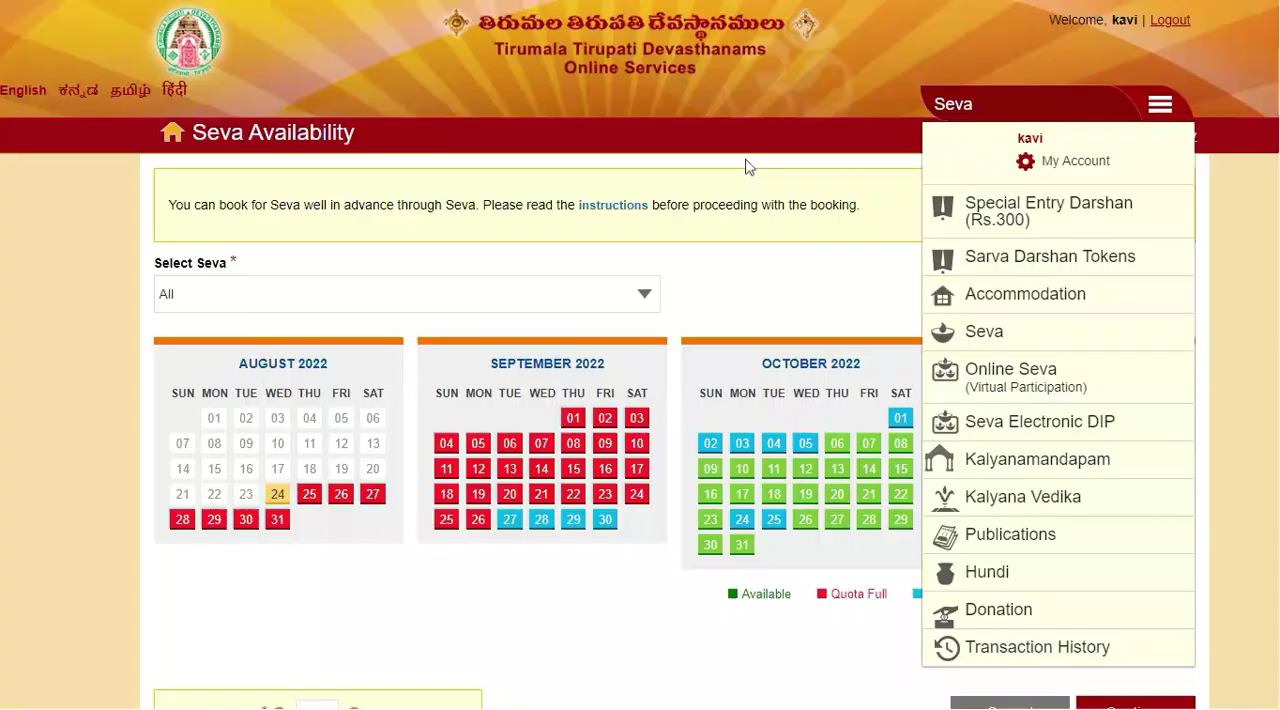 తిరుమల తిరుపతి దేవస్థానములు
Tirumala Tirupati Devasthanams
Online Services
Welcome, kavi | Logout
English ಕನ್ನಡ தமிழ் हिंदी
Seva
Seva Availability
kavi
My Account
You can book for Seva well in advance through Seva. Please read the instructions before proceeding with the booking.
Select Seva *
All
AUGUST 2022
SUN MON TUE WED THU FRI SAT
01 02 03 04 05 06
07 08 09 10 11 12 13
14 15 16 17 18 19 20
21 22 23 24 25 26 27
28 29 30 31
SEPTEMBER 2022
SUN MON TUE WED THU FRI SAT
01 02 03
04 05 06 07 08 09 10
11 12 13 14 15 16 17
18 19 20 21 22 23 24
25 26 27 28 29 30
OCTOBER 2022
SUN MON TUE WED THU FRI SAT
01
02 03 04 05 06 07 08
09 10 11 12 13 14 15
16 17 18 19 20 21 22
23 24 25 26 27 28 29
30 31
Available Quota Full
Special Entry Darshan
(Rs.300)
Sarva Darshan Tokens
Accommodation
Seva
Online Seva
(Virtual Participation)
Seva Electronic DIP
Kalyanamandapam
Kalyana Vedika
Publications
Hundi
Donation
Transaction History